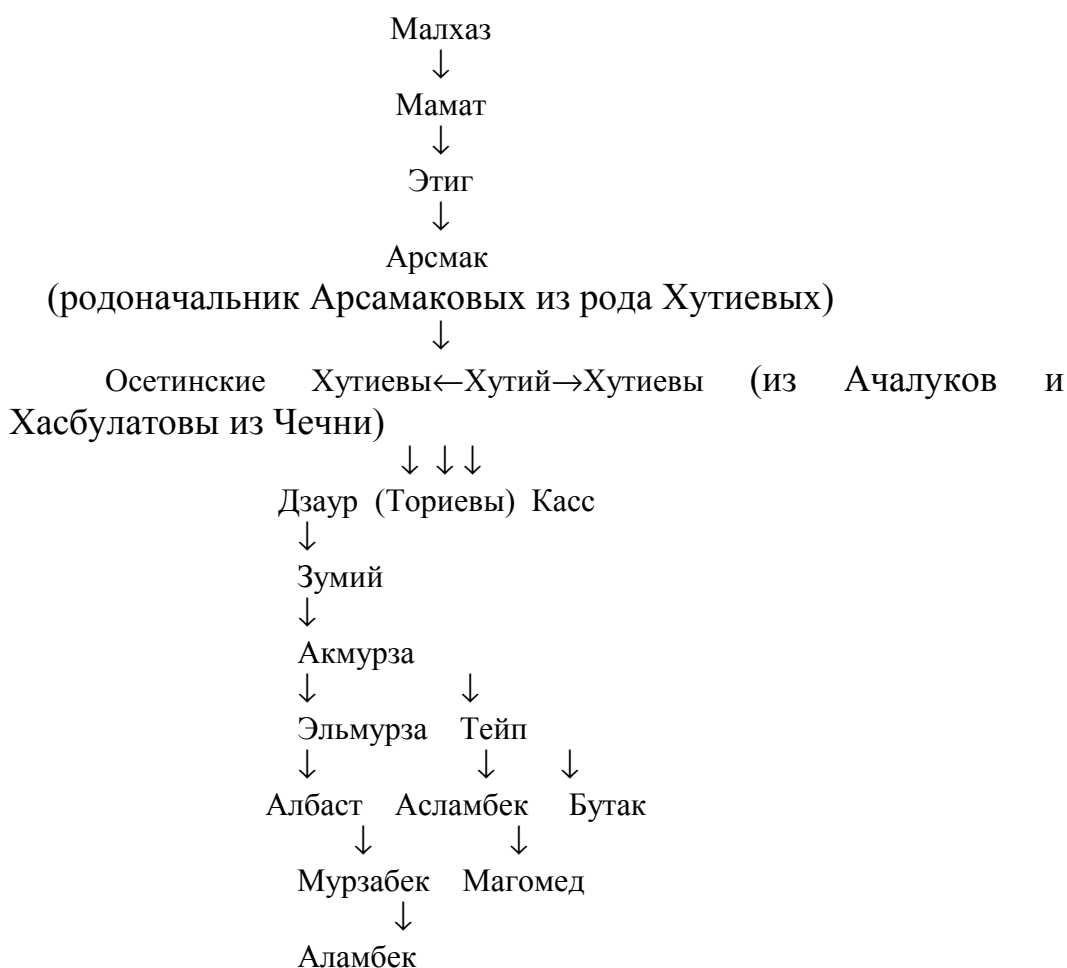 Малхаз
↓
Мамат
↓
Этиг
↓
Арсмак
(родоначальник Арсамаковых из рода Хутиевых)
↓
Осетинские Хутиевы←Хутий→Хутиевы (из Ачалуков и
Хасбулатовы из Чечни)
↓ ↓ ↓
Дзаур (Ториевы) Касс
↓
Зумий
↓
Акмурза
↓ ↓
Эльмурза Тейп
↓ ↓ ↓
Албаст Асламбек Бутак
↓ ↓
Мурзабек Магомед
↓
Аламбек